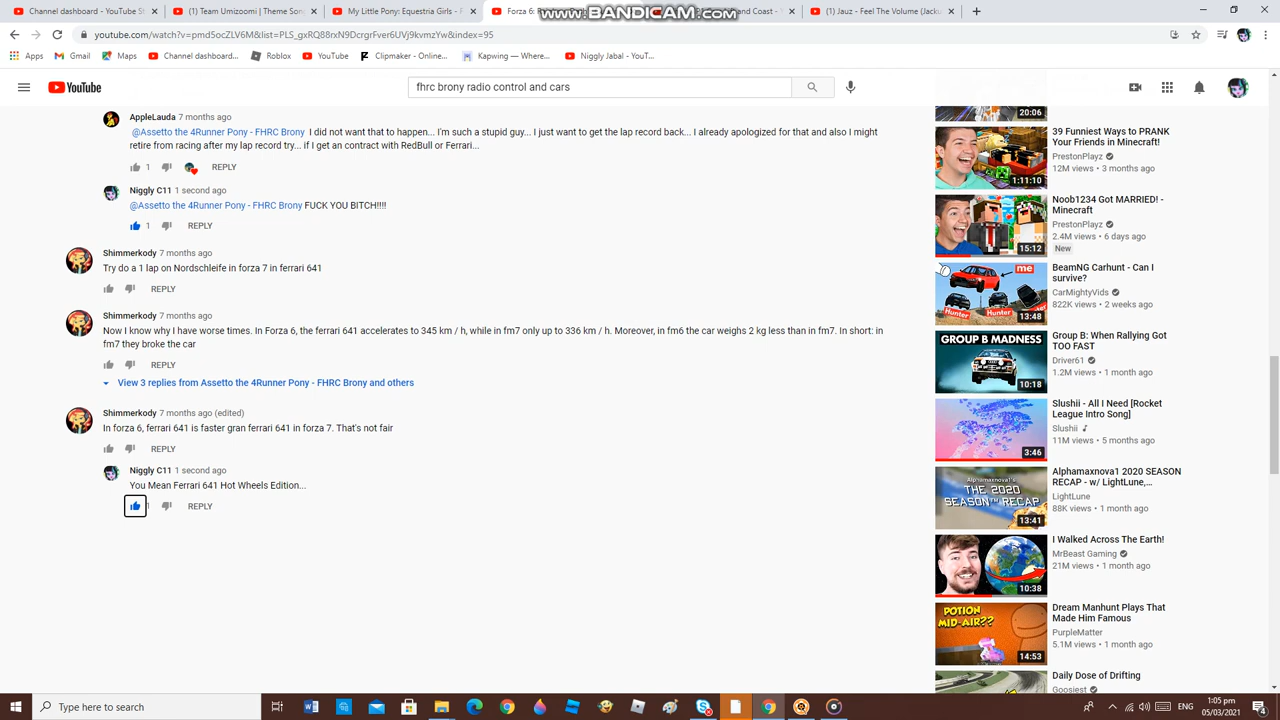 Channel dashboard - YouTube St
(1) Team Umizoomi | Theme Son
My Little Pony: Equestria Girls - F
Forza 6:
www.BANDICAM.com
and Coast -
(1) Jauz - Feel The Volume (Jacku
youtube.com/watch?v=pmd5ocZLV6M&list=PLS_gxRQ88rxN9DcrgrFver6UVj9kvmzYw&index=95
Apps
Gmail
Maps
Channel dashboard...
Roblox
YouTube
Clipmaker - Online...
Kapwing — Where...
Niggly Jabal - YouT...
YouTube
fhrc brony radio control and cars
AppleLauda 7 months ago
@Assetto the 4Runner Pony - FHRC Brony I did not want that to happen... I'm such a stupid guy... I just want to get the lap record back... I already apologized for that and also I might
retire from racing after my lap record try... if I get an contract with RedBull or Ferrari...
1 REPLY
Niggly C11 1 second ago
@Assetto the 4Runner Pony - FHRC Brony FUCK YOU BITCH!!!!
1 REPLY
Shimmerkody 7 months ago
Try do a 1 lap on Nordschleife in forza 7 in ferrari 641
REPLY
Shimmerkody 7 months ago
Now I know why I have worse times. In Forza 6, the ferrari 641 accelerates to 345 km / h, while in fm7 only up to 336 km / h. Moreover, in fm6 the car weighs 2 kg less than in fm7. In short: in
fm7 they broke the car
REPLY
View 3 replies from Assetto the 4Runner Pony - FHRC Brony and others
Shimmerkody 7 months ago (edited)
In forza 6, ferrari 641 is faster gran ferrari 641 in forza 7. That's not fair
REPLY
Niggly C11 1 second ago
You Mean Ferrari 641 Hot Wheels Edition...
1 REPLY
20:06
39 Funniest Ways to PRANK
Your Friends in Minecraft!
PrestonPlayz
12M views • 3 months ago
1:11:10
Noob1234 Got MARRIED! -
Minecraft
PrestonPlayz
2.4M views • 6 days ago
New
15:12
me
Hunter
Hunter
Hunter
BeamNG Carhunt - Can I
survive?
CarMightyVids
822K views • 2 weeks ago
13:48
GROUP B MADNESS
Group B: When Rallying Got
TOO FAST
Driver61
1.2M views • 1 month ago
10:18
Slushii - All I Need [Rocket
League Intro Song]
Slushii
11M views • 5 months ago
3:46
Alphamaxnova1's
THE 2020
SEASON RECAP
Alphamaxnova1 2020 SEASON
RECAP - w/ LightLune,...
LightLune
88K views • 1 month ago
13:41
I Walked Across The Earth!
MrBeast Gaming
21M views • 1 month ago
10:38
POTION
MID-AIR??
Dream Manhunt Plays That
Made Him Famous
PurpleMatter
5.1M views • 1 month ago
14:53
Daily Dose of Drifting
Goosiest
Type here to search
ENG
1:05 pm
05/03/2021